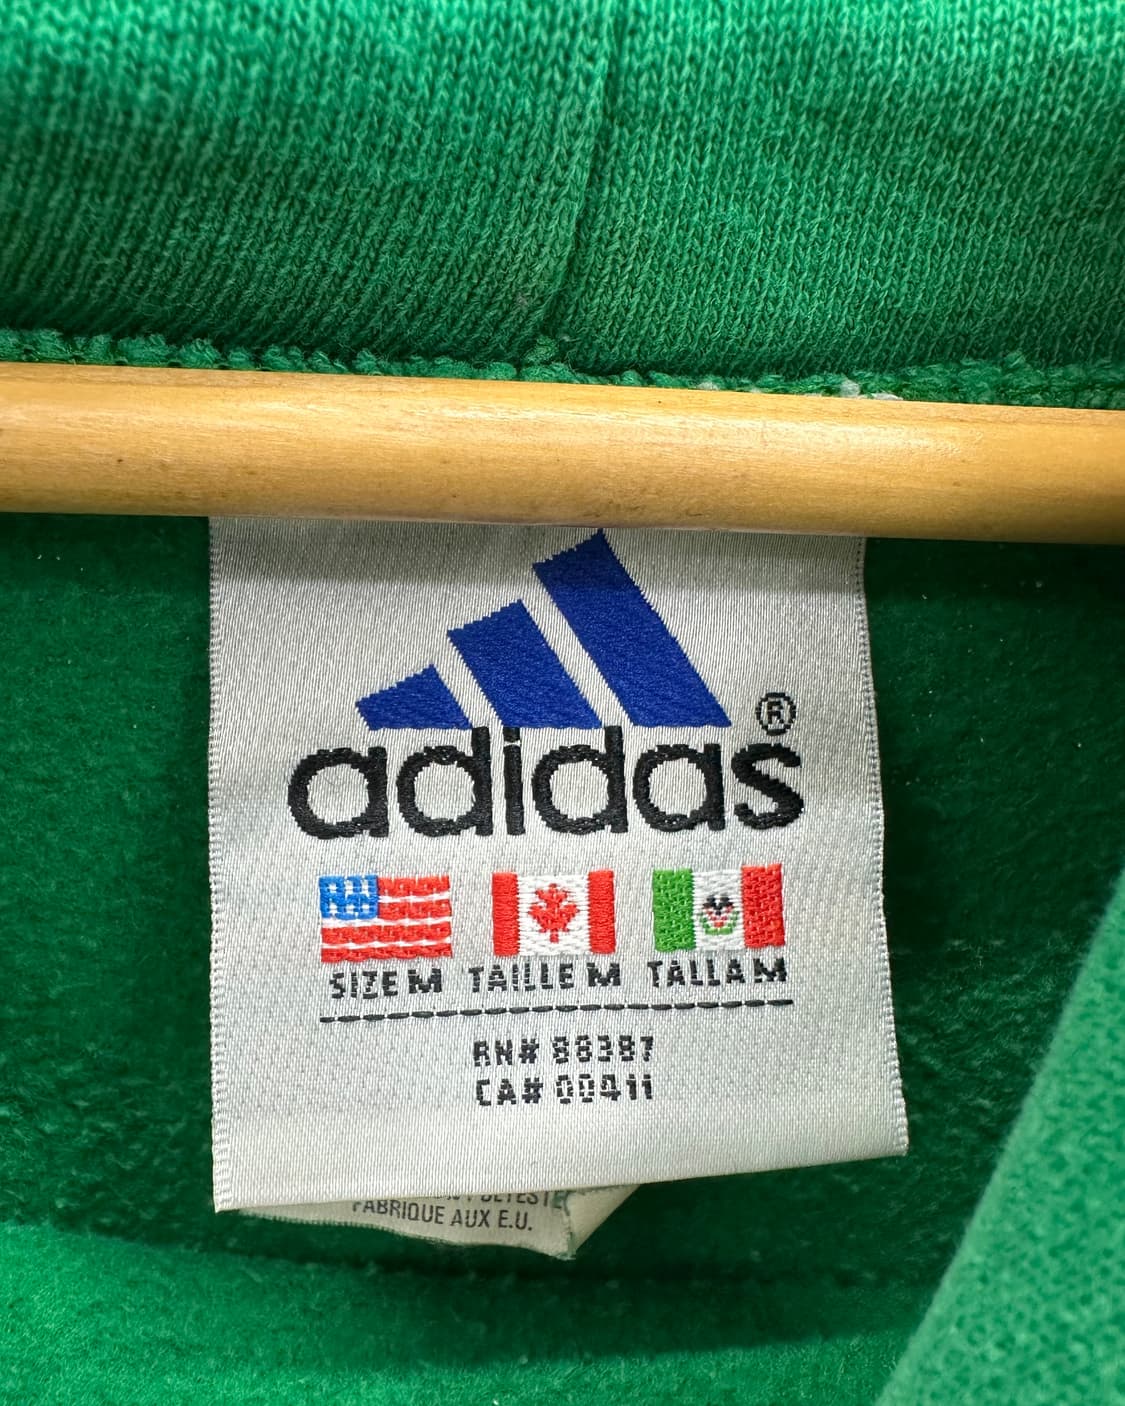 adidas®
SIZE M TAILLE M TALLA M
RN# 88387
CA# 00411
FABRIQUE AUX E.U.